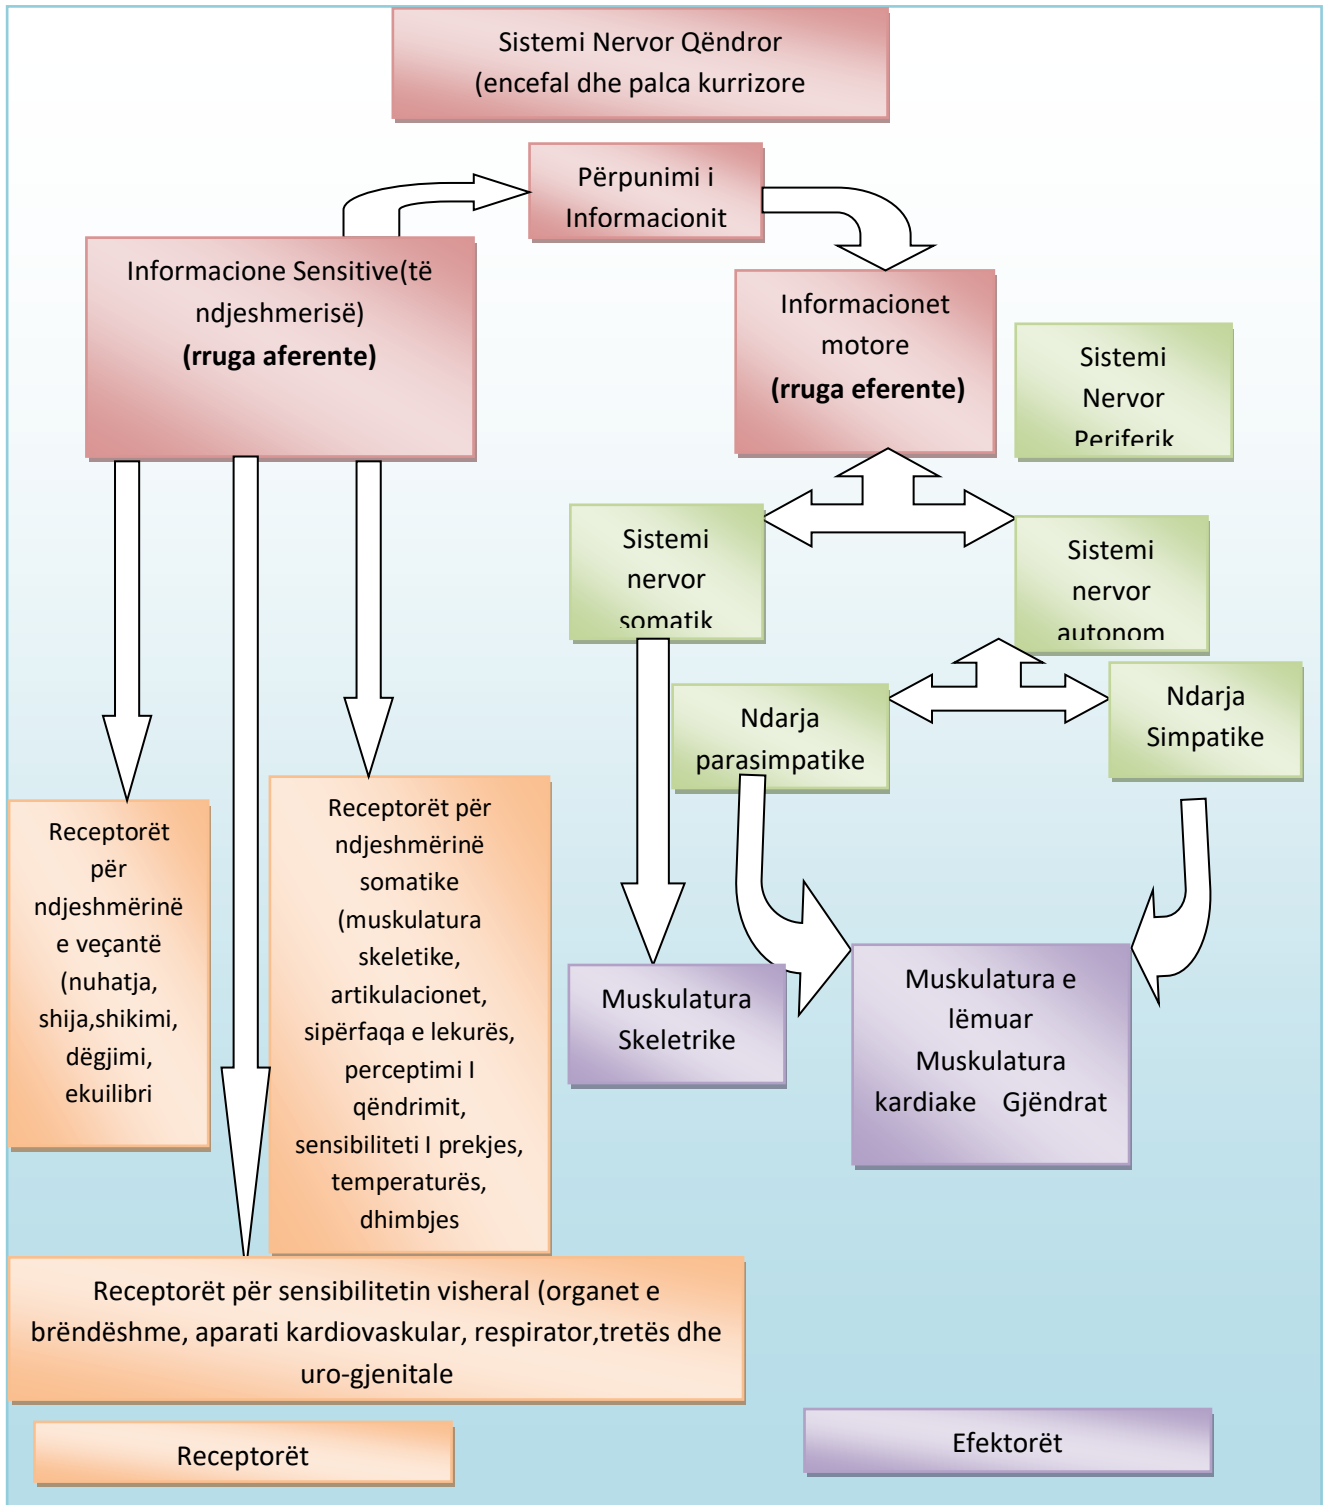 Sistemi Nervor Qëndror
(encefal dhe palca kurrizore
Përpunimi i
Informacionit
Informacione Sensitive(të
ndjeshmerisë)
(rruga aferente)
Informacionet
motore
(rruga eferente)
Sistemi
Nervor
Periferik
Sistemi
nervor
somatik
Sistemi
nervor
autonom
Ndarja
parasimpatike
Ndarja
Simpatike
Receptorët
për
ndjeshmërinë
e veçantë
(nuhatja,
shija,shikimi,
dëgjimi,
ekuilibri
Receptorët për
ndjeshmërinë
somatike
(muskulatura
skeletike,
artikulacionet,
sipërfaqa e lekurës,
perceptimi I
qëndrimit,
sensibiliteti I prekjes,
temperaturës,
dhimbjes
Muskulatura
Skeletrike
Muskulatura e
lëmuar
Muskulatura
kardiake Gjëndrat
Receptorët për sensibilitetin visheral (organet e
brëndëshme, aparati kardiovaskular, respirator,tretës dhe
uro-gjenitale
Receptorët
Efektorët